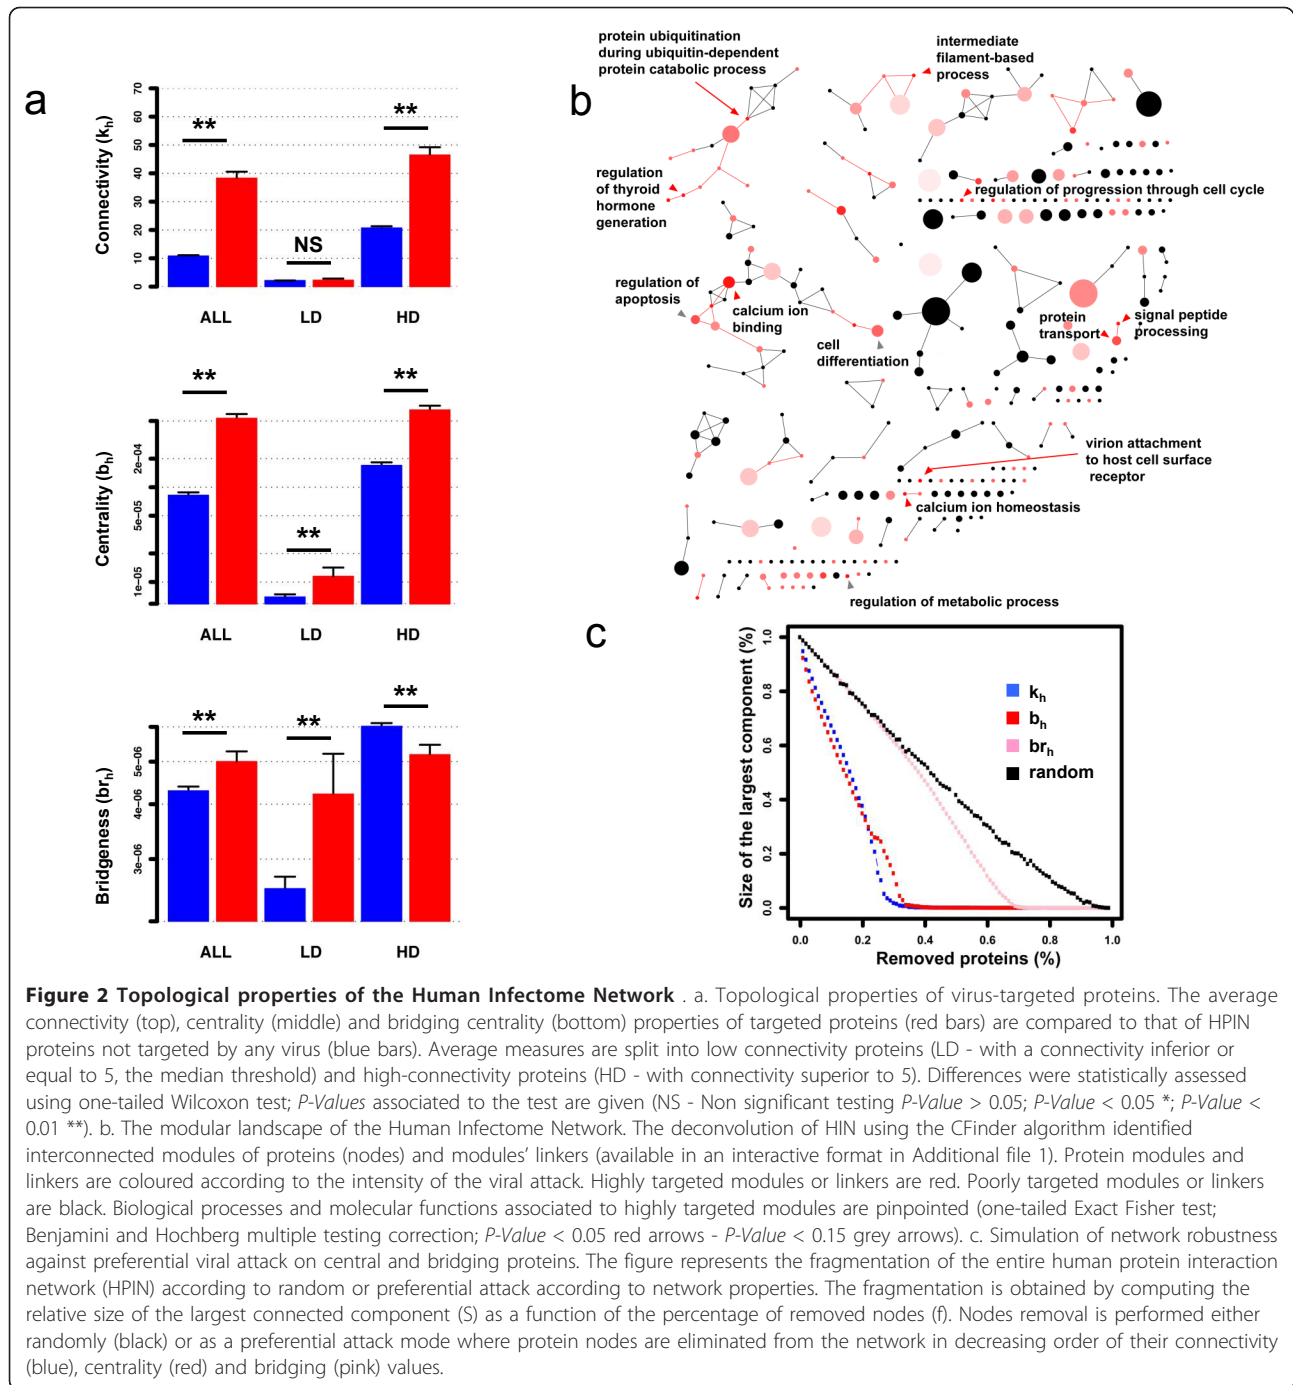 a
Connectivity (kh)
70
60
50
40
30
20
10
0
**
NS
**
ALL
LD
HD
Centrality (bh)
2e−04
5e−05
1e−05
**
**
**
ALL
LD
HD
Bridgeness (brh)
5e−06
4e−06
3e−06
**
**
**
ALL
LD
HD
b
protein ubiquitination
during ubiquitin-dependent
protein catabolic process
intermediate
filament-based
process
regulation
of thyroid
hormone
generation
regulation of progression through cell cycle
regulation of
apoptosis
calcium ion
binding
cell
differentiation
protein
transport
signal peptide
processing
virion attachment
to host cell surface
receptor
calcium ion homeostasis
regulation of metabolic process
c
Size of the largest component (%)
1.0
0.8
0.6
0.4
0.2
0.0
kh
bh
brh
random
0.0
0.2
0.4
0.6
0.8
1.0
Removed proteins (%)
Figure 2 Topological properties of the Human Infectome Network . a. Topological properties of virus-targeted proteins. The average
connectivity (top), centrality (middle) and bridging centrality (bottom) properties of targeted proteins (red bars) are compared to that of HPIN
proteins not targeted by any virus (blue bars). Average measures are split into low connectivity proteins (LD - with a connectivity inferior or
equal to 5, the median threshold) and high-connectivity proteins (HD - with connectivity superior to 5). Differences were statistically assessed
using one-tailed Wilcoxon test; P-Values associated to the test are given (NS - Non significant testing P-Value > 0.05; P-Value < 0.05 *; P-Value <
0.01 **). b. The modular landscape of the Human Infectome Network. The deconvolution of HIN using the CFinder algorithm identified
interconnected modules of proteins (nodes) and modules' linkers (available in an interactive format in Additional file 1). Protein modules and
linkers are coloured according to the intensity of the viral attack. Highly targeted modules or linkers are red. Poorly targeted modules or linkers
are black. Biological processes and molecular functions associated to highly targeted modules are pinpointed (one-tailed Exact Fisher test;
Benjamini and Hochberg multiple testing correction; P-Value < 0.05 red arrows - P-Value < 0.15 grey arrows). c. Simulation of network robustness
against preferential viral attack on central and bridging proteins. The figure represents the fragmentation of the entire human protein interaction
network (HPIN) according to random or preferential attack according to network properties. The fragmentation is obtained by computing the
relative size of the largest connected component (S) as a function of the percentage of removed nodes (f). Nodes removal is performed either
randomly (black) or as a preferential attack mode where protein nodes are eliminated from the network in decreasing order of their connectivity
(blue), centrality (red) and bridging (pink) values.